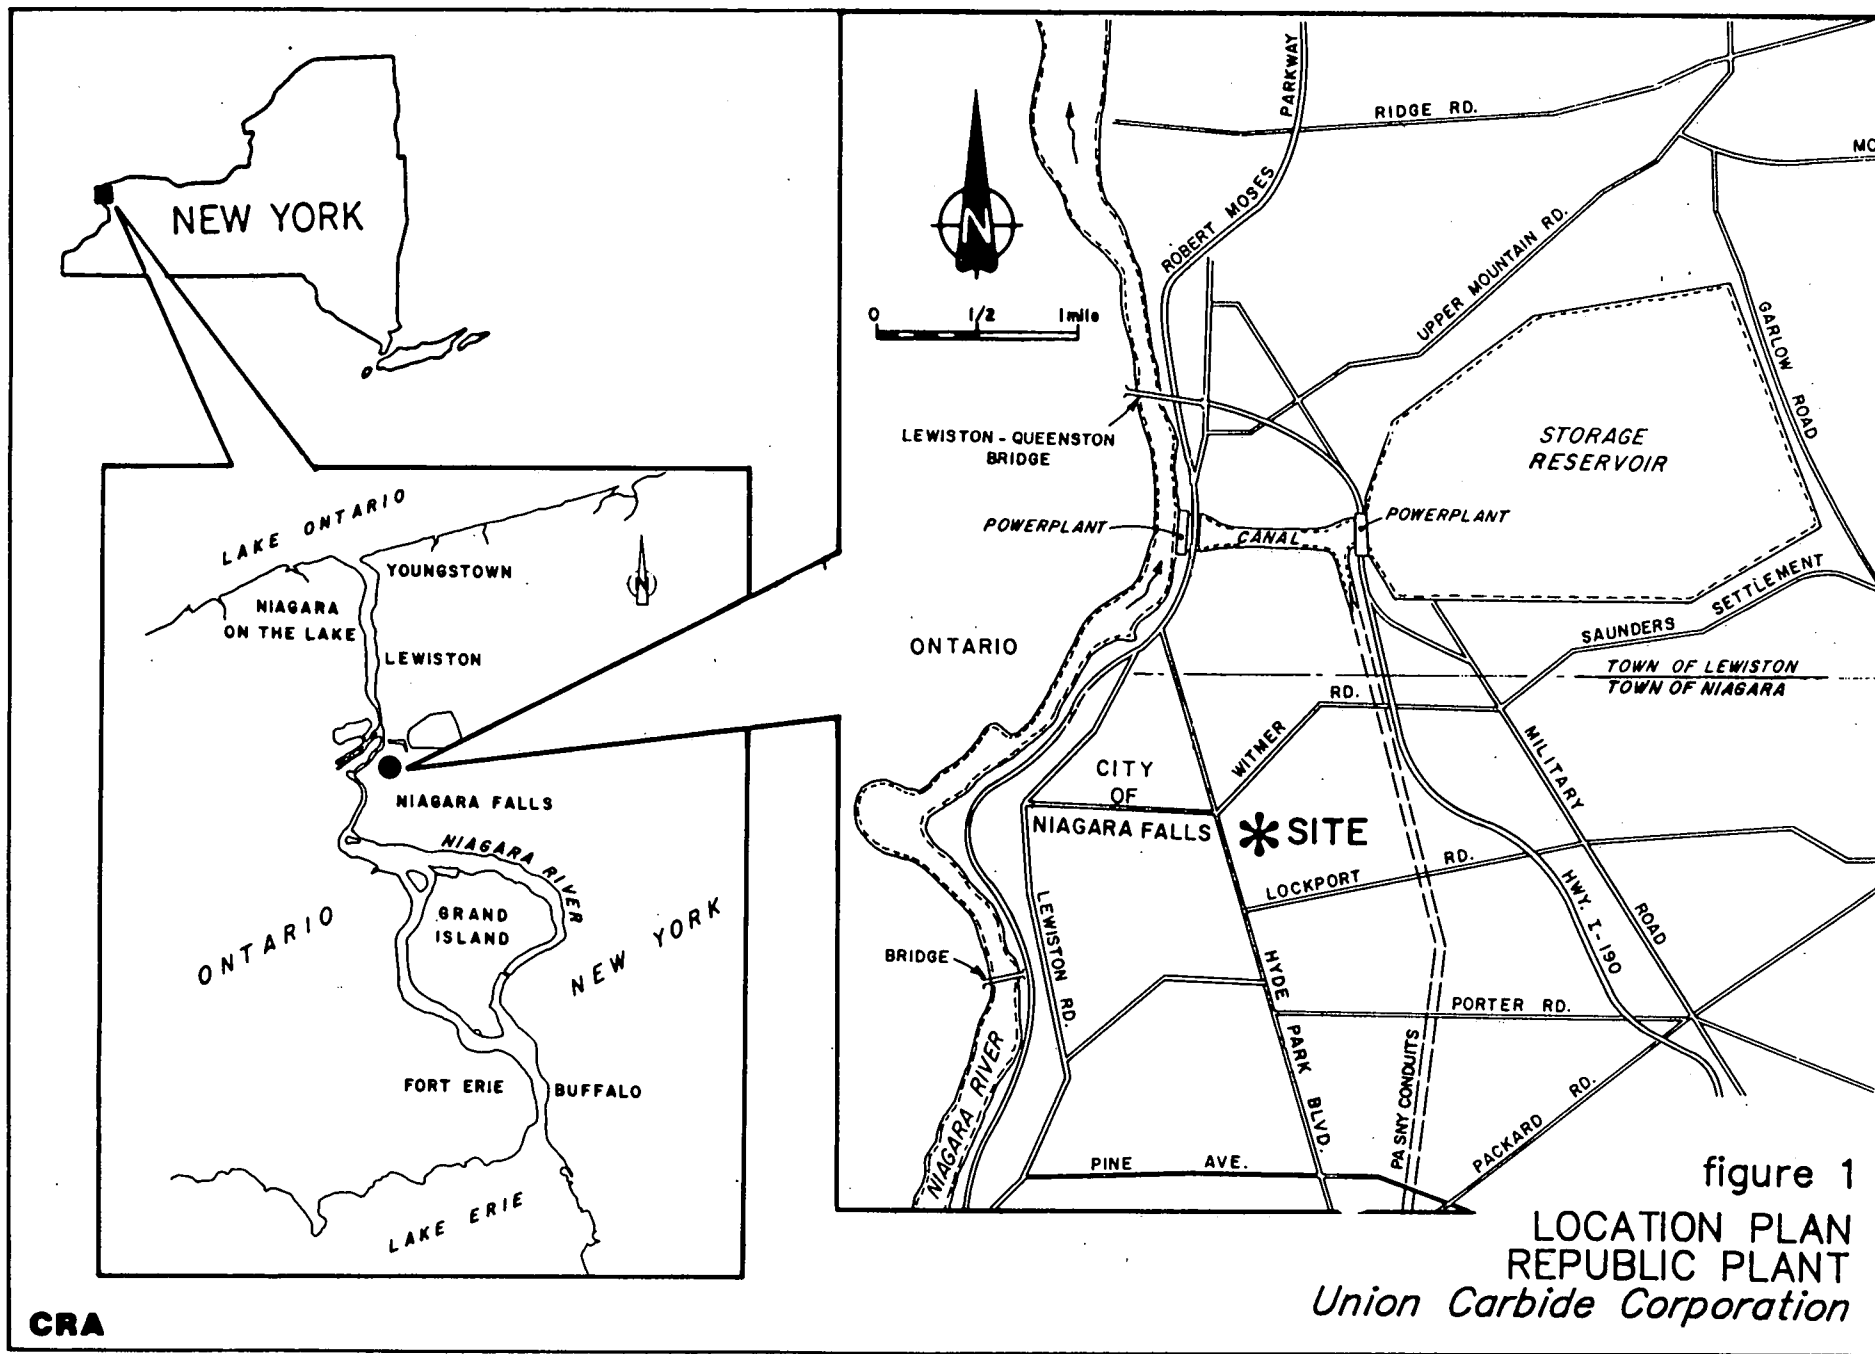 NEW YORK
LAKE ONTARIO
YOUNGSTOWN
NIAGARA
ON THE LAKE
N
LEWISTON
NIAGARA FALLS
NIAGARA RIVER
GRAND
ISLAND
ONTARIO
NEW YORK
FORT ERIE
BUFFALO
LAKE ERIE
CRA
PARKWAY
ROBERT MOSES
RIDGE RD.
MO
N
0 1/2 1mile
UPPER MOUNTAIN RD.
GARLOW ROAD
LEWISTON - QUEENSTON
BRIDGE
STORAGE
RESERVOIR
POWERPLANT
CANAL
POWERPLANT
ONTARIO
SAUNDERS SETTLEMENT
TOWN OF LEWISTON
TOWN OF NIAGARA
WITMER RD.
MILITARY ROAD
CITY
OF
NIAGARA FALLS
SITE
LOCKPORT RD.
HWY. I-190
LEWISTON RD.
BRIDGE
HYDE PARK BLVD.
PORTER RD.
NIAGARA RIVER
PASNY CONDUITS
PACKARD RD.
PINE AVE.
figure 1
LOCATION PLAN
REPUBLIC PLANT
Union Carbide Corporation